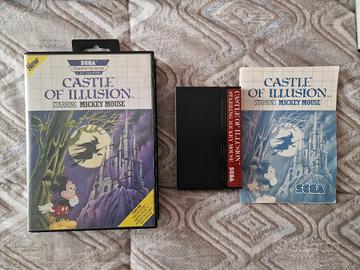 New
SEGA
CASTLE
OF ILLUSION
STARRING MICKEY MOUSE
CASTLE OF ILLUSION
STARRING MICKEY MOUSE
SEGA
CASTLE
OF ILLUSION
STARRING MICKEY MOUSE
SEGA